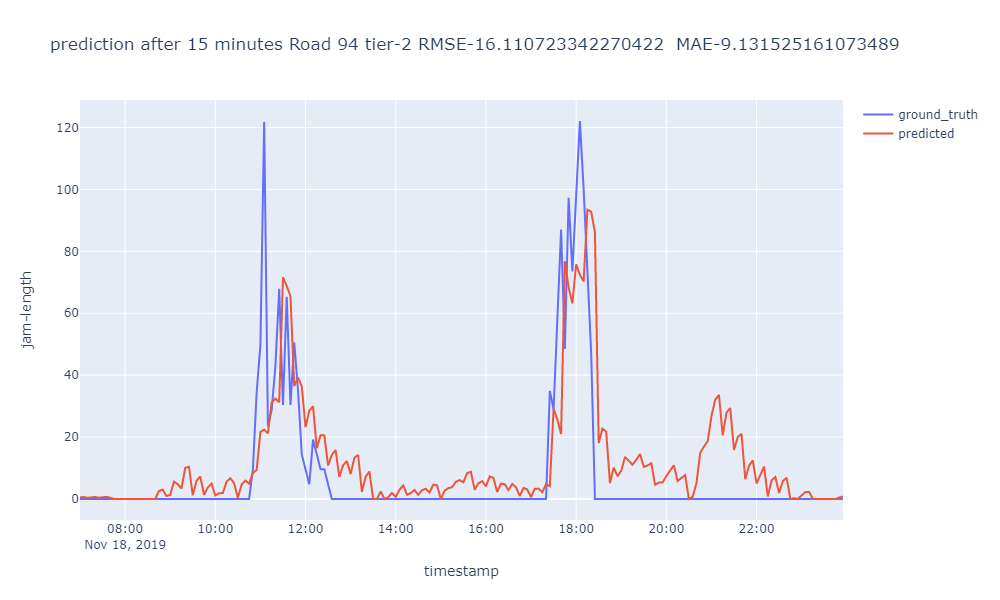 prediction after 15 minutes Road 94 tier-2 RMSE-16.110723342270422  MAE-9.131525161073489
ground_truth
predicted
120
100
80
60
40
20
0
jam-length
08:00 10:00 12:00 14:00 16:00 18:00 20:00 22:00
Nov 18, 2019
timestamp